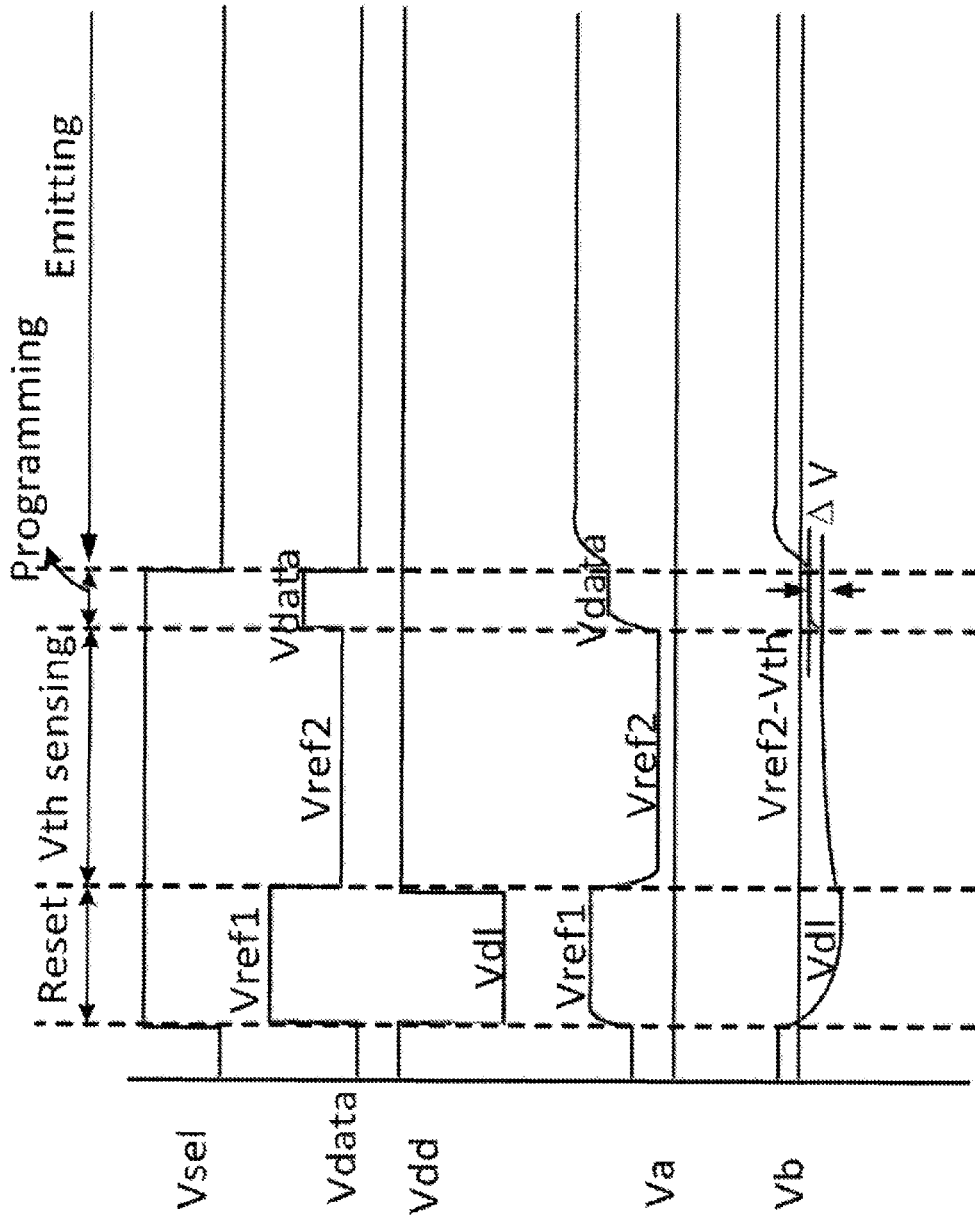 Reset
Vth sensing
Programming
Emitting
Vsel
Vdata
Vref1
Vref2
Vdata
Vdd
Vdl
Va
Vref1
Vref2
Vdata
Vb
Vdl
Vref2-Vth
△ V